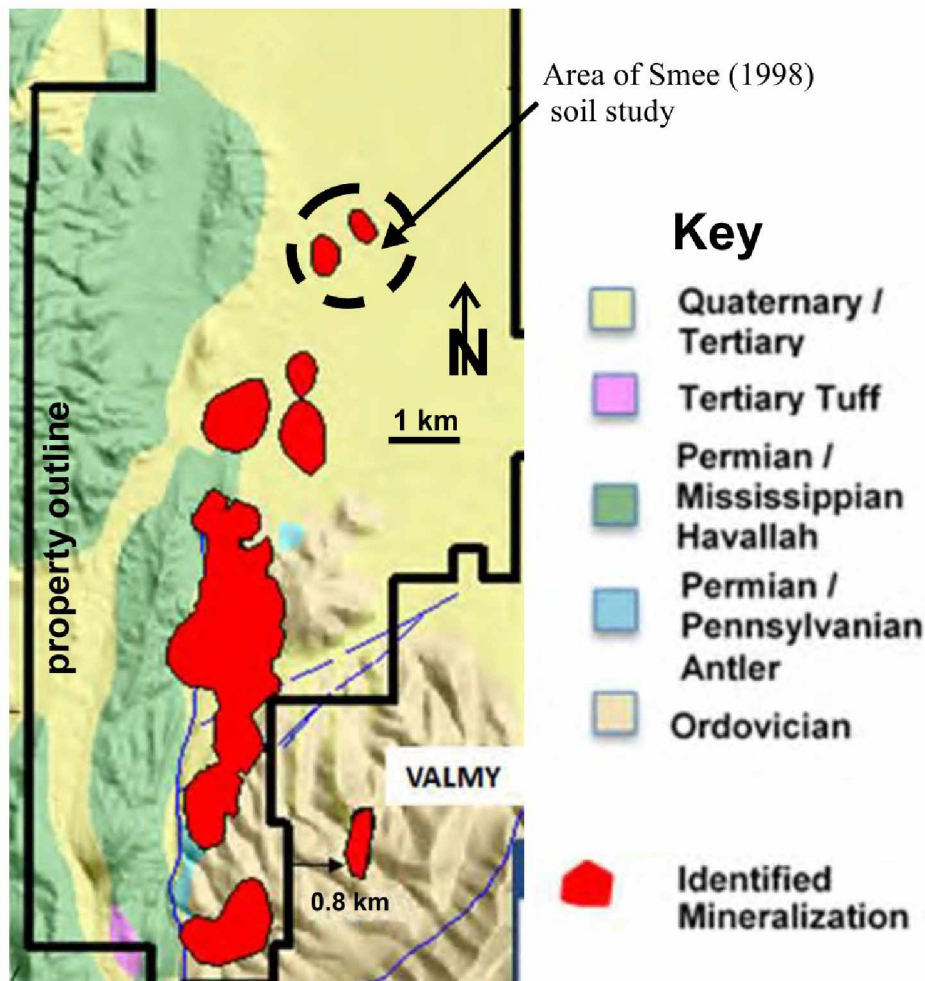 Area of Smee (1998)
soil study
Key
N
Quaternary /
Tertiary
1 km
Tertiary Tuff
property outline
Permian /
Mississippian
Havallah
Permian /
Pennsylvanian
Antler
Ordovician
VALMY
0.8 km
Identified
Mineralization